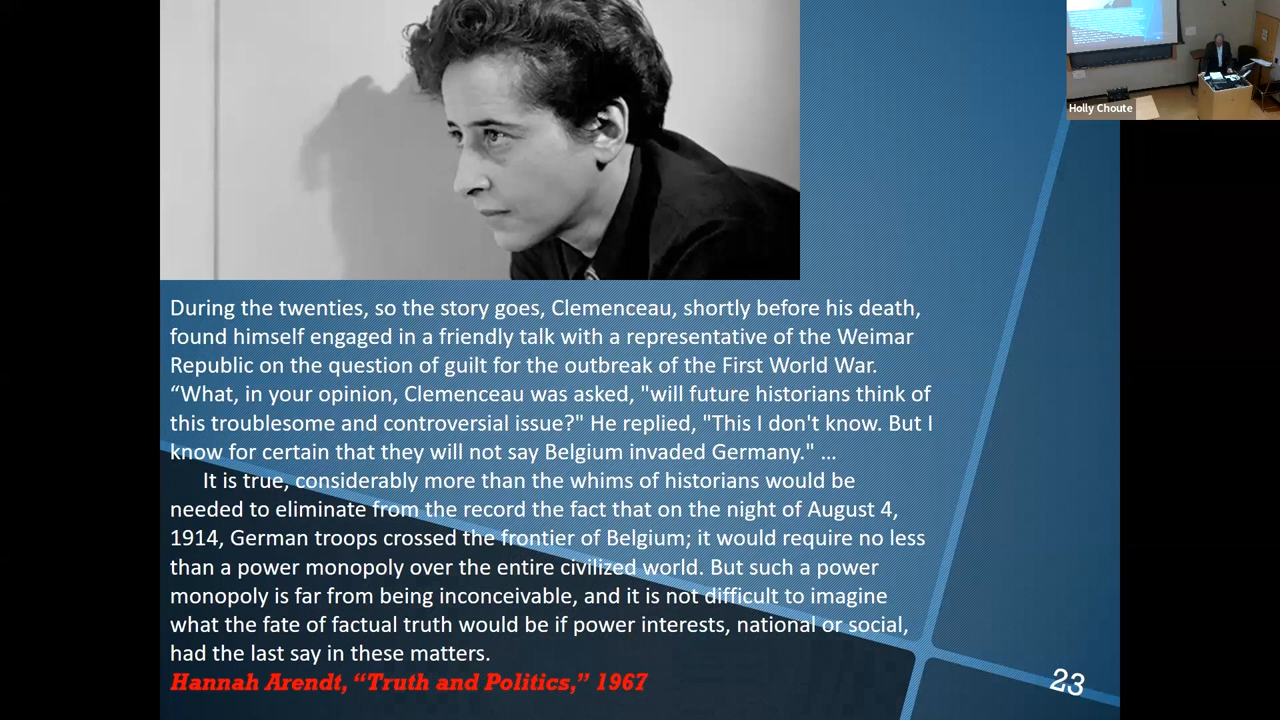 Holly Choute
During the twenties, so the story goes, Clemenceau, shortly before his death,
found himself engaged in a friendly talk with a representative of the Weimar
Republic on the question of guilt for the outbreak of the First World War.
“What, in your opinion, Clemenceau was asked, "will future historians think of
this troublesome and controversial issue?" He replied, "This I don't know. But I
know for certain that they will not say Belgium invaded Germany." ...
It is true, considerably more than the whims of historians would be
needed to eliminate from the record the fact that on the night of August 4,
1914, German troops crossed the frontier of Belgium; it would require no less
than a power monopoly over the entire civilized world. But such a power
monopoly is far from being inconceivable, and it is not difficult to imagine
what the fate of factual truth would be if power interests, national or social,
had the last say in these matters.
Hannah Arendt, “Truth and Politics,” 1967
23